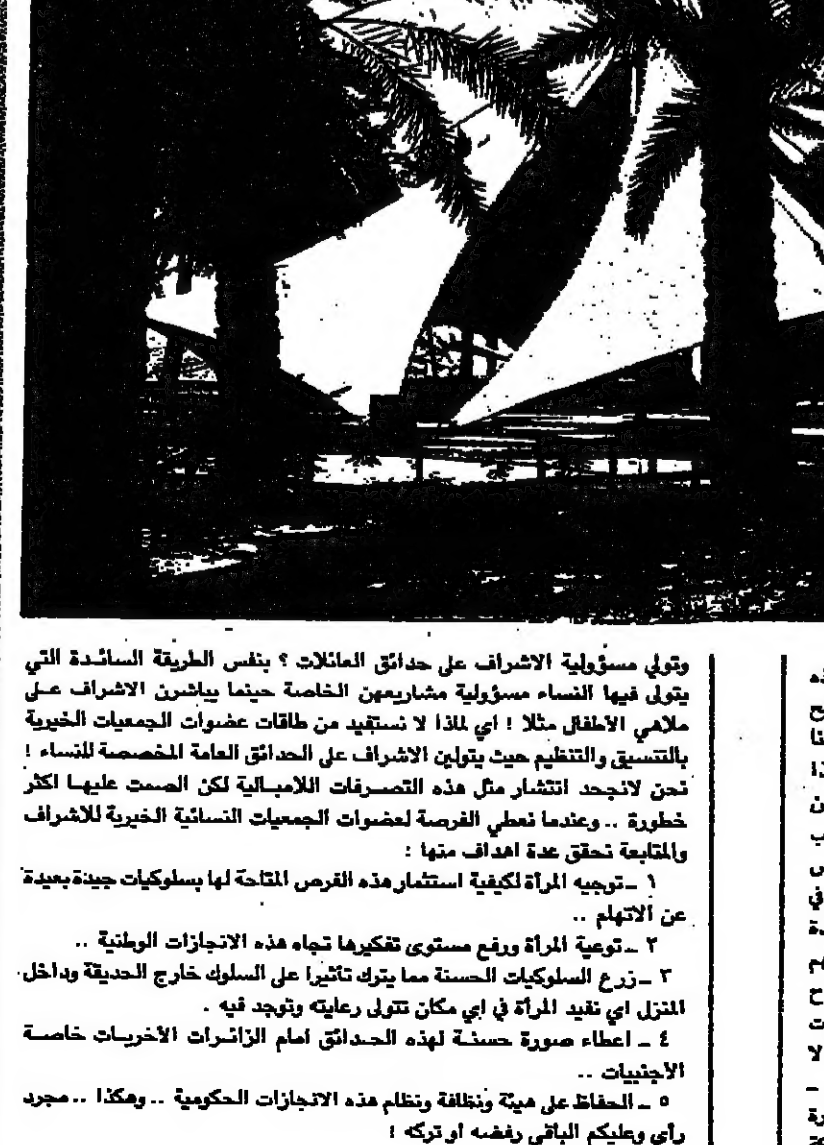 وتولي مسؤولية الاشراف على حدائق العائلات ؟ بنفس الطريقة السائدة التي
يتولى فيها النساء مسؤولية مشاريعهن الخاصة حينما يباشرن الاشراف على
ملاهي الأطفال مثلا ! اي لماذا لا نستفيد من طاقات عضوات الجمعيات الخيرية
بالتنسيق والتنظيم حيث يتولين الاشراف على الحدائق العامة المخصصة للنساء !
نحن لانجحد انتشار مثل هذه التصرفات اللامبالية لكن الصمت عليها اكثر
خطورة .. وعندما نعطي الفرصة لعضوات الجمعيات النسائية الخيرية للاشراف
والمتابعة تحقق عدة اهداف منها :
١ ـ توجيه المرأة لكيفية استثمار هذه الفرص المتاحة لها بسلوكيات جيدة بعيدة
عن الاتهام ..
٢ ـ توعية المرأة ورفع مستوى تفكيرها تجاه هذه الانجازات الوطنية ..
٣ ـ زرع السلوكيات الحسنة مما يترك تأثيرا على السلوك خارج الحديقة وداخل
المنزل اي نفيد المرأة في اي مكان تتولى رعايته وتوجد فيه .
٤ ـ اعطاء صورة حسنة لهذه الحدائق امام الزائرات الأخريات خاصة
الأجنبيات ..
٥ ـ الحفاظ على هيئة ونظافة ونظام هذه الانجازات الحكومية .. وهكذا .. مجرد
رأي وعليكم الباقي رفضه او تركه !